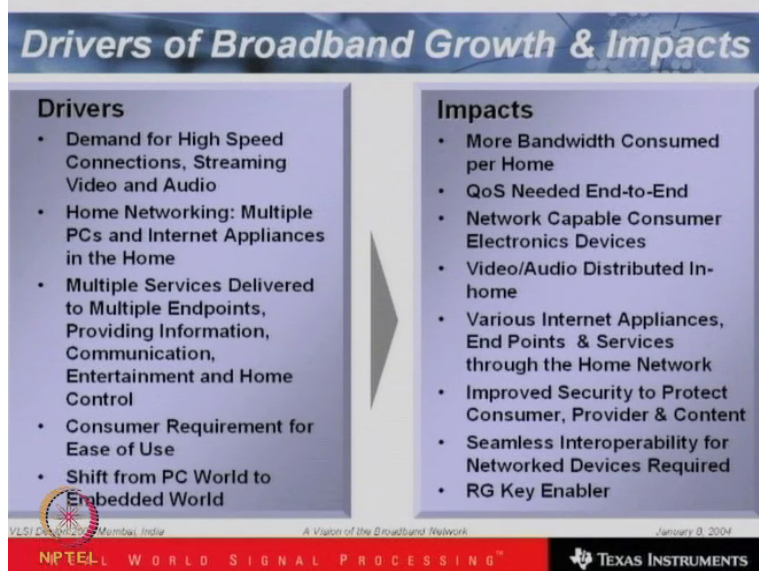 Drivers of Broadband Growth & Impacts
Drivers
• Demand for High Speed
Connections, Streaming
Video and Audio
• Home Networking: Multiple
PCs and Internet Appliances
in the Home
• Multiple Services Delivered
to Multiple Endpoints,
Providing Information,
Communication,
Entertainment and Home
Control
• Consumer Requirement for
Ease of Use
• Shift from PC World to
Embedded World
Impacts
• More Bandwidth Consumed
per Home
• QoS Needed End-to-End
• Network Capable Consumer
Electronics Devices
• Video/Audio Distributed In-
home
• Various Internet Appliances,
End Points & Services
through the Home Network
• Improved Security to Protect
Consumer, Provider & Content
• Seamless Interoperability for
Networked Devices Required
• RG Key Enabler
VLSI Mumbai, India
A Vision of the Broadband Network
January 8, 2004
NPTEL
WORLD SIGNAL PROCESSING™
TEXAS INSTRUMENTS